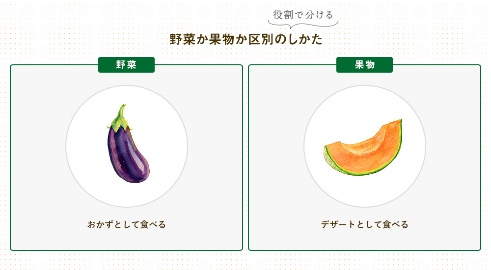 役割で分ける
野菜か果物か区別のしかた
野菜
果物
おかずとして食べる
デザートとして食べる